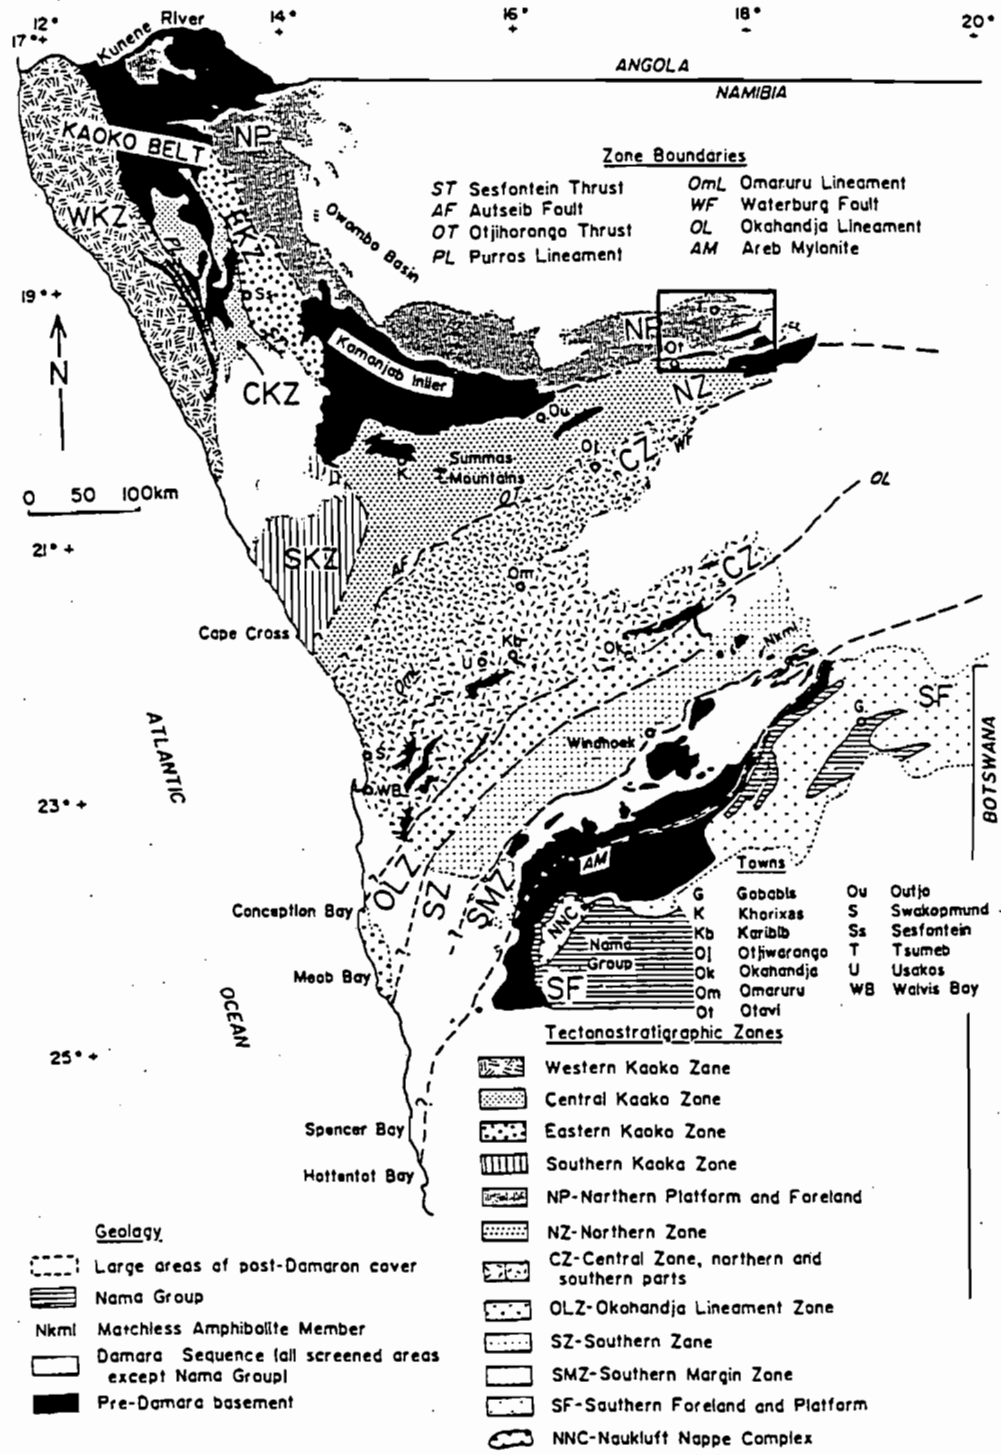 12°
14°
16°
18°
20°
17°+
Kunene River
ANGOLA
NAMIBIA
KAOKO BELT
NP
Zone Boundaries
ST Sesfontein Thrust
AF Autseib Fault
OT Otjihorongo Thrust
PL Purros Lineament
OmL Omaruru Lineament
WF Waterburg Fault
OL Okahandja Lineament
AM Areb Mylonite
WKZ
EKZ
PL
Owambo Basin
19°+
Ss
ST
N
NP
T
Ot
Kamanjab Inlier
CKZ
NZ
Ou
Oj
CZ
WF
K
Summas
Mountains
OT
OL
0 50 100km
21°+
SKZ
AF
Om
CZ
?
Cape Cross
Kb
U
Ok
Nkml
OmL
SF
G
ATLANTIC
S
Windhoek
WB
23°+
BOTSWANA
AM
OLZ
SZ
SMZ
Conception Bay
NNC
Nama
Group
SF
?
?
Meob Bay
OCEAN
Towns
G Gobabis
K Khorixas
Kb Karibib
Oj Otjiwarongo
Ok Okahandja
Om Omaruru
Ot Otavi
Ou Outjo
S Swakopmund
Ss Sesfontein
T Tsumeb
U Usakos
WB Walvis Bay
25°+
?
Spencer Bay
Hottentot Bay
Tectonostratigraphic Zones
Western Kaoko Zone
Central Kaoko Zone
Eastern Kaoko Zone
Southern Kaoko Zone
NP-Northern Platform and Foreland
NZ-Northern Zone
CZ-Central Zone, northern and
southern parts
OLZ-Okahandja Lineament Zone
SZ-Southern Zone
SMZ-Southern Margin Zone
SF-Southern Foreland and Platform
NNC-Naukluft Nappe Complex
Geology
Large areas of post-Damaran cover
Nama Group
Nkml Matchless Amphibolite Member
Damara Sequence (all screened areas
except Nama Group)
Pre-Damara basement